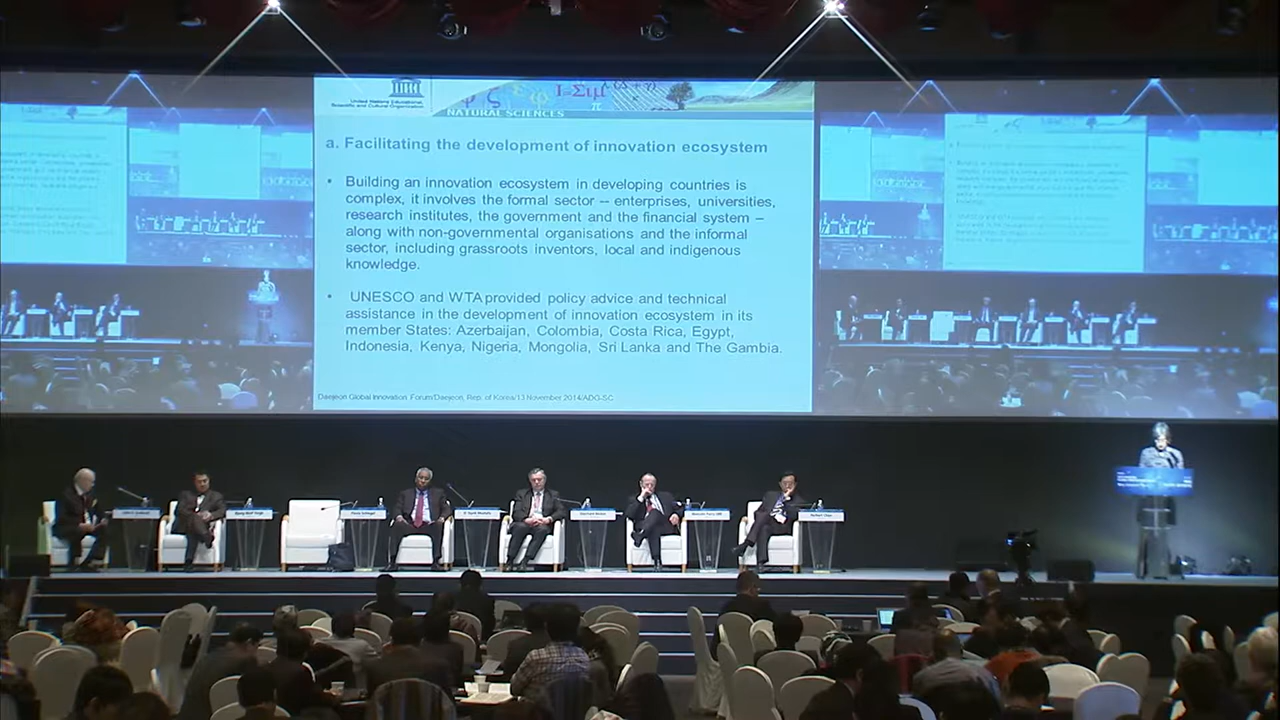 United Nations Educational,
Scientific and Cultural Organization
NATURAL SCIENCES
a. Facilitating the development of innovation ecosystem
• Building an innovation ecosystem in developing countries is
complex, it involves the formal sector – enterprises, universities,
research institutes, the government and the financial system –
along with non-governmental organisations and the informal
sector, including grassroots inventors, local and indigenous
knowledge.
• UNESCO and WTA provided policy advice and technical
assistance in the development of innovation ecosystem in its
member States: Azerbaijan, Colombia, Costa Rica, Egypt,
Indonesia, Kenya, Nigeria, Mongolia, Sri Lanka and The Gambia.
Daejeon Global Innovation Forum/Daejeon, Rep. of Korea/13 November 2014/ADG-SC